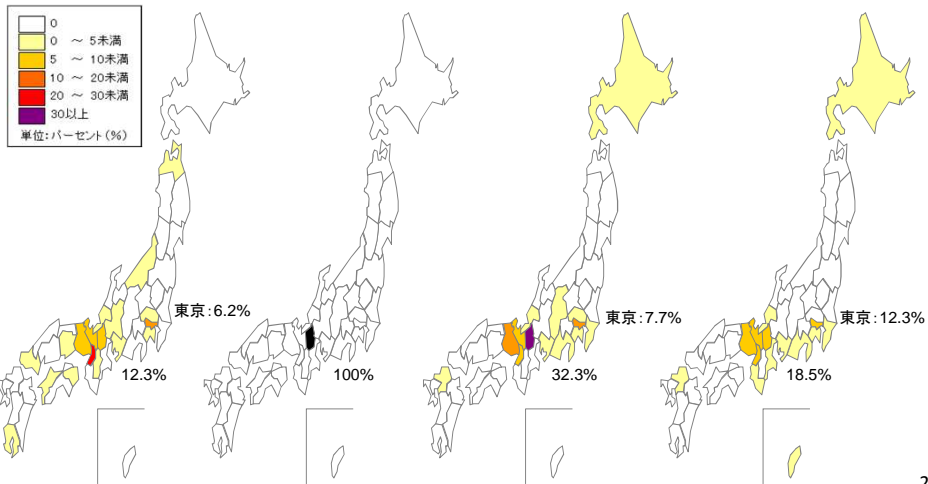 0
0 ～ 5未満
5 ～ 10未満
10 ～ 20未満
20 ～ 30未満
30以上
単位:パーセント(%)
東京:6.2%
12.3%
100%
東京:7.7%
32.3%
東京:12.3%
18.5%
2